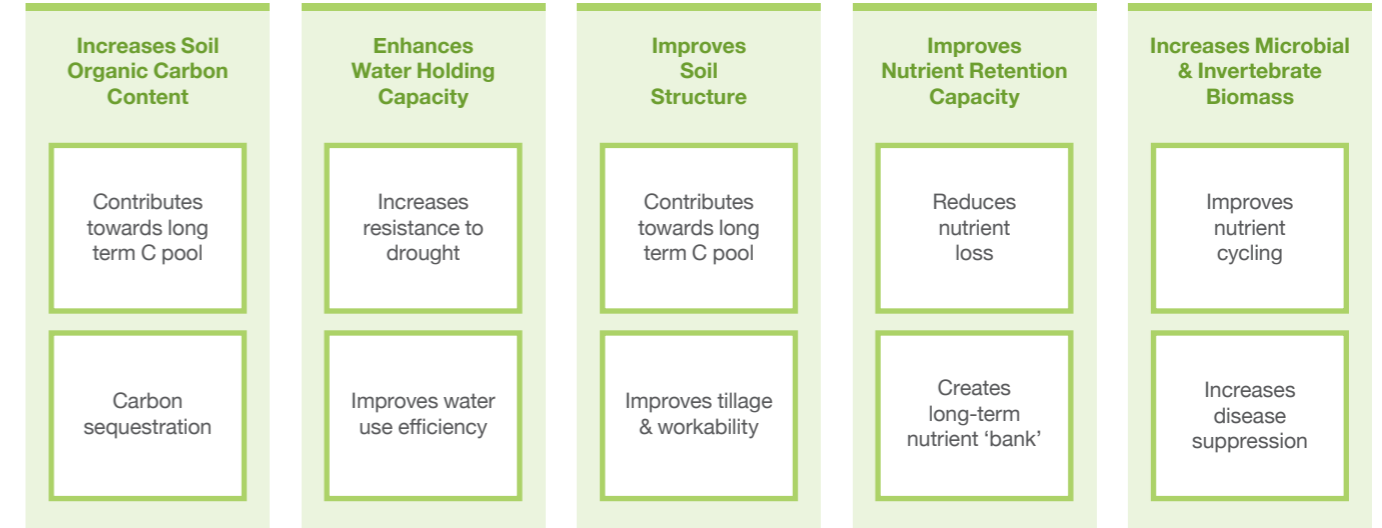 Increases Soil
Organic Carbon
Content
Contributes
towards long
term C pool
Carbon
sequestration
Enhances
Water Holding
Capacity
Increases
resistance to
drought
Improves water
use efficiency
Improves
Soil
Structure
Contributes
towards long
term C pool
Improves tillage
& workability
Improves
Nutrient Retention
Capacity
Reduces
nutrient
loss
Creates
long-term
nutrient ‘bank’
Increases Microbial
& Invertebrate
Biomass
Improves
nutrient
cycling
Increases
disease
suppression